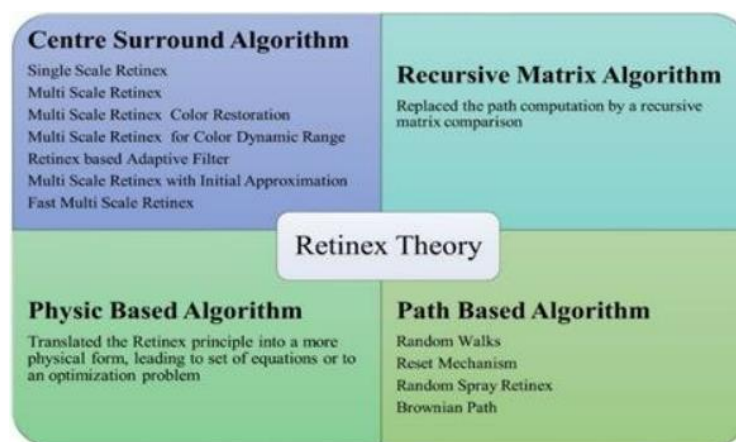 Centre Surround Algorithm
Single Scale Retinex
Multi Scale Retinex
Multi Scale Retinex Color Restoration
Multi Scale Retinex for Color Dynamic Range
Retinex based Adaptive Filter
Multi Scale Retinex with Initial Approximation
Fast Multi Scale Retinex
Recursive Matrix Algorithm
Replaced the path computation by a recursive
matrix comparison
Retinex Theory
Physic Based Algorithm
Translated the Retinex principle into a more
physical form, leading to set of equations or to
an optimization problem
Path Based Algorithm
Random Walks
Reset Mechanism
Random Spray Retinex
Brownian Path